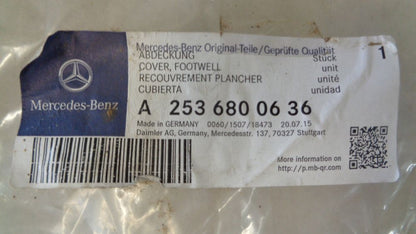 Mercedes-Benz Original-Teile/Geprüfte Qualität
ABDECKUNG Stück 1
COVER, FOOTWELL unit
RECOUVREMENT PLANCHER unité
CUBIERTA unidad
Mercedes-Benz
A 253 680 06 36
Made in GERMANY 0060/1507/18473 20.07.15
Daimler AG, Germany, Mercedesstr. 137, 70327 Stuttgart
More information on
http://p.mb-qr.com